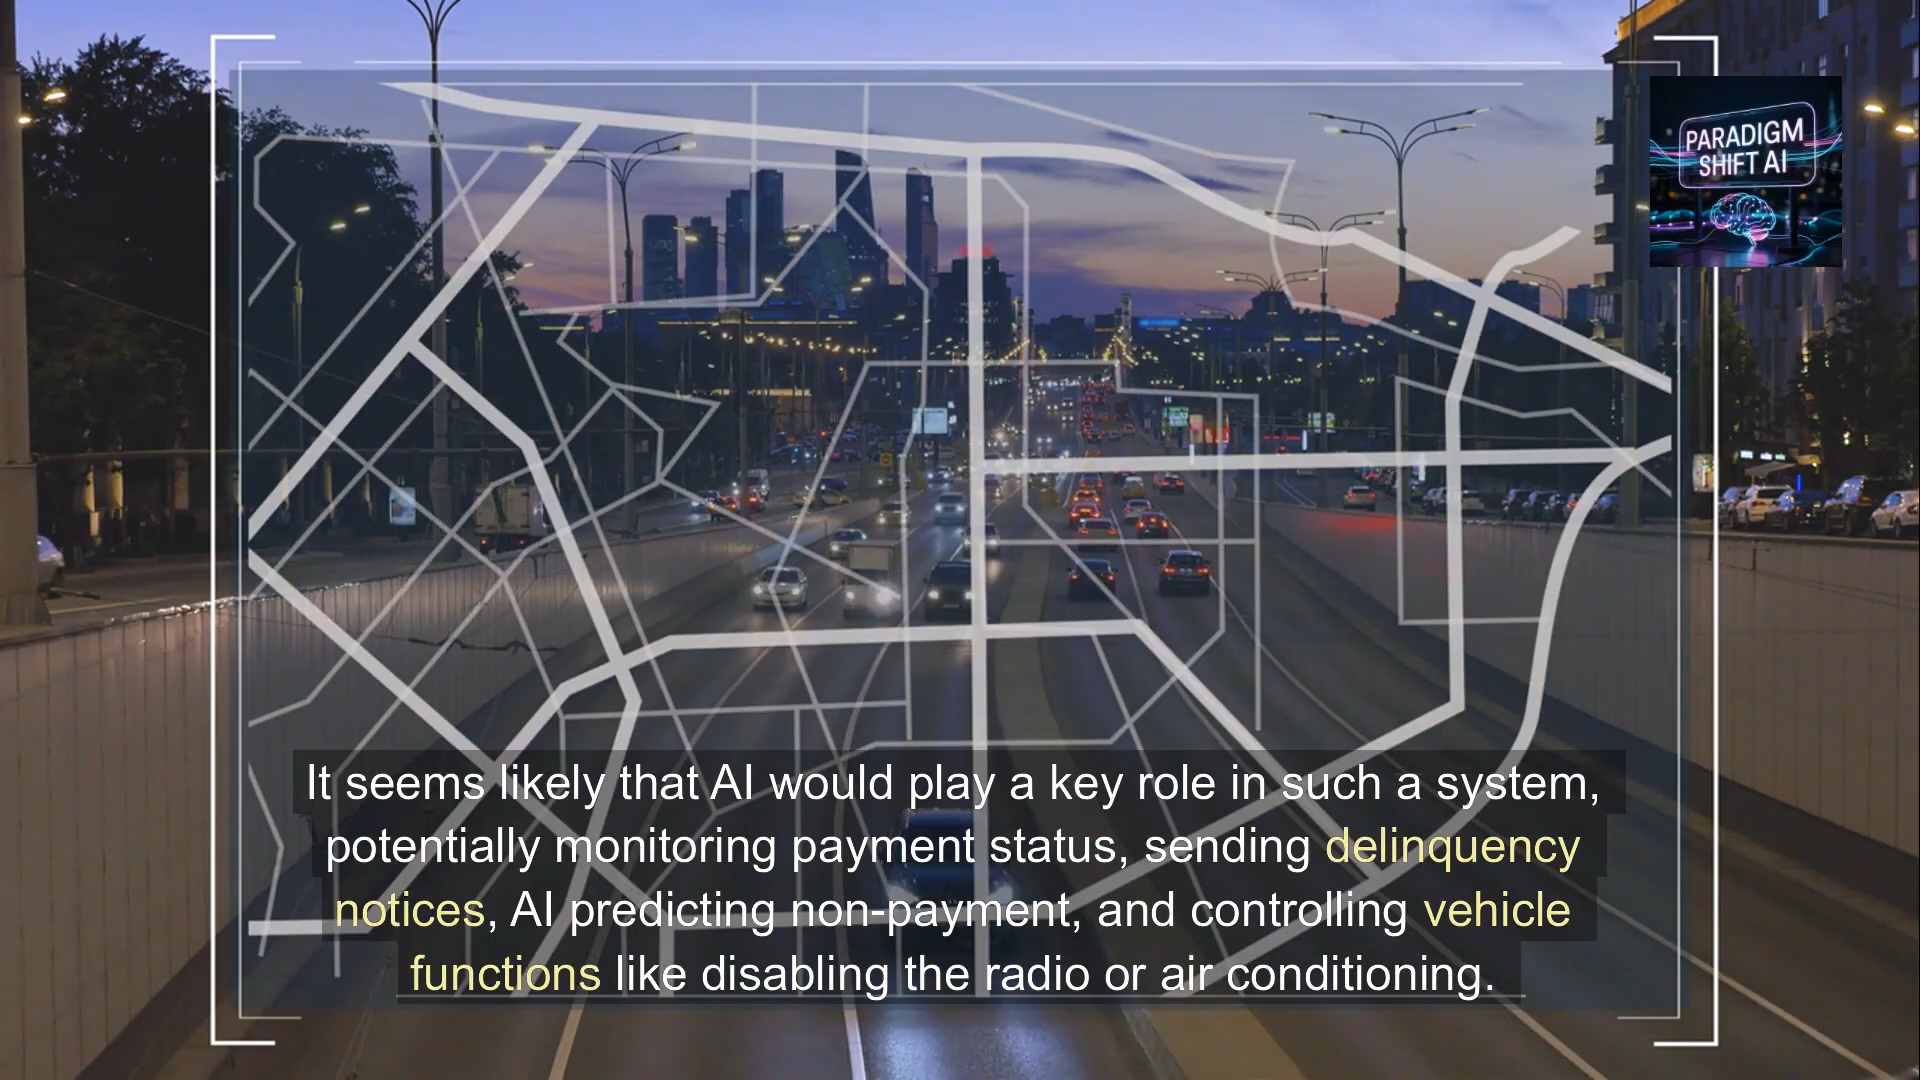 PARADIGM
SHIFT AI
It seems likely that AI would play a key role in such a system,
potentially monitoring payment status, sending delinquency
notices, AI predicting non-payment, and controlling vehicle
functions like disabling the radio or air conditioning.